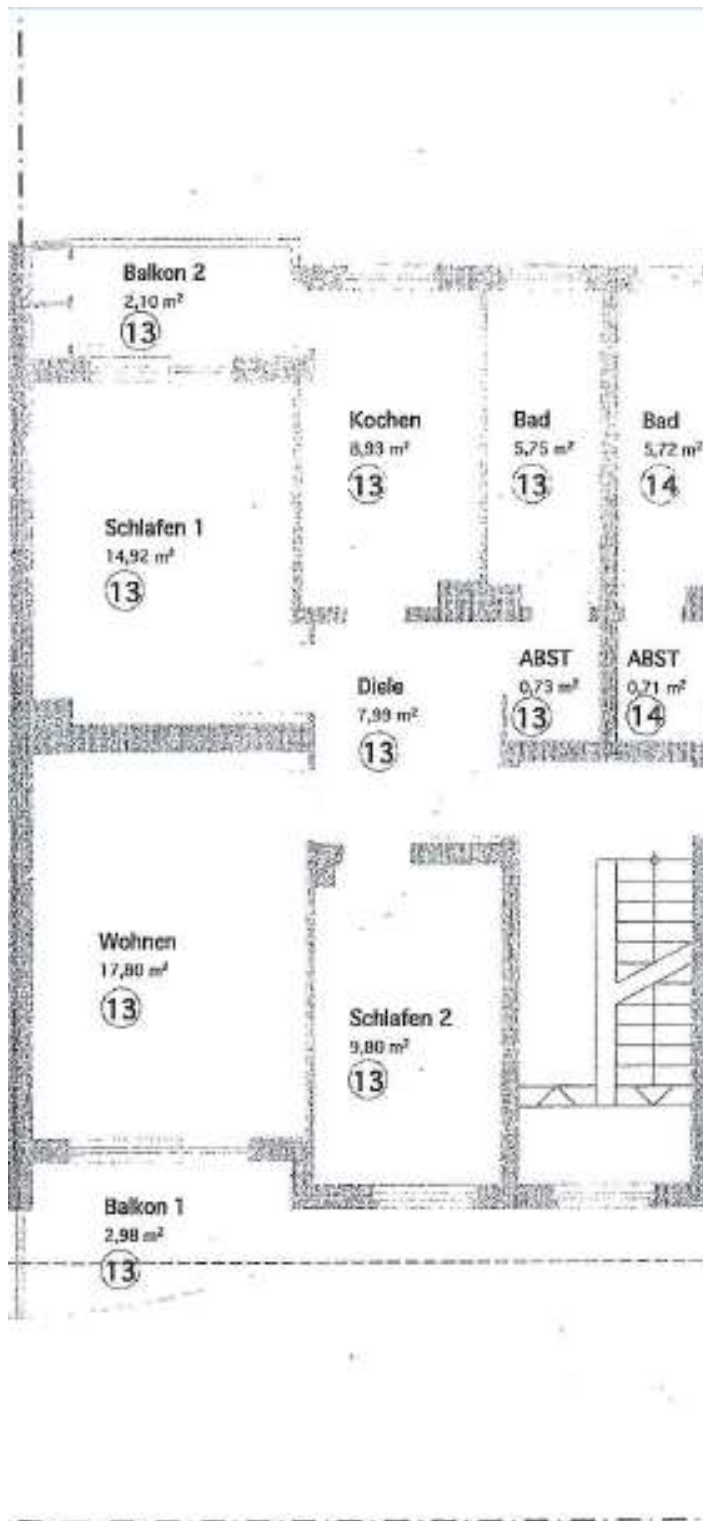 Balkon 2
2,10 m²
13
Kochen
8,93 m²
13
Bad
5,75 m²
13
Bad
5,72 m²
14
Schlafen 1
14,92 m²
13
Diele
7,99 m²
13
ABST
0,73 m²
13
ABST
0,71 m²
14
Wohnen
17,80 m²
13
Schlafen 2
9,80 m²
13
Balkon 1
2,98 m²
13